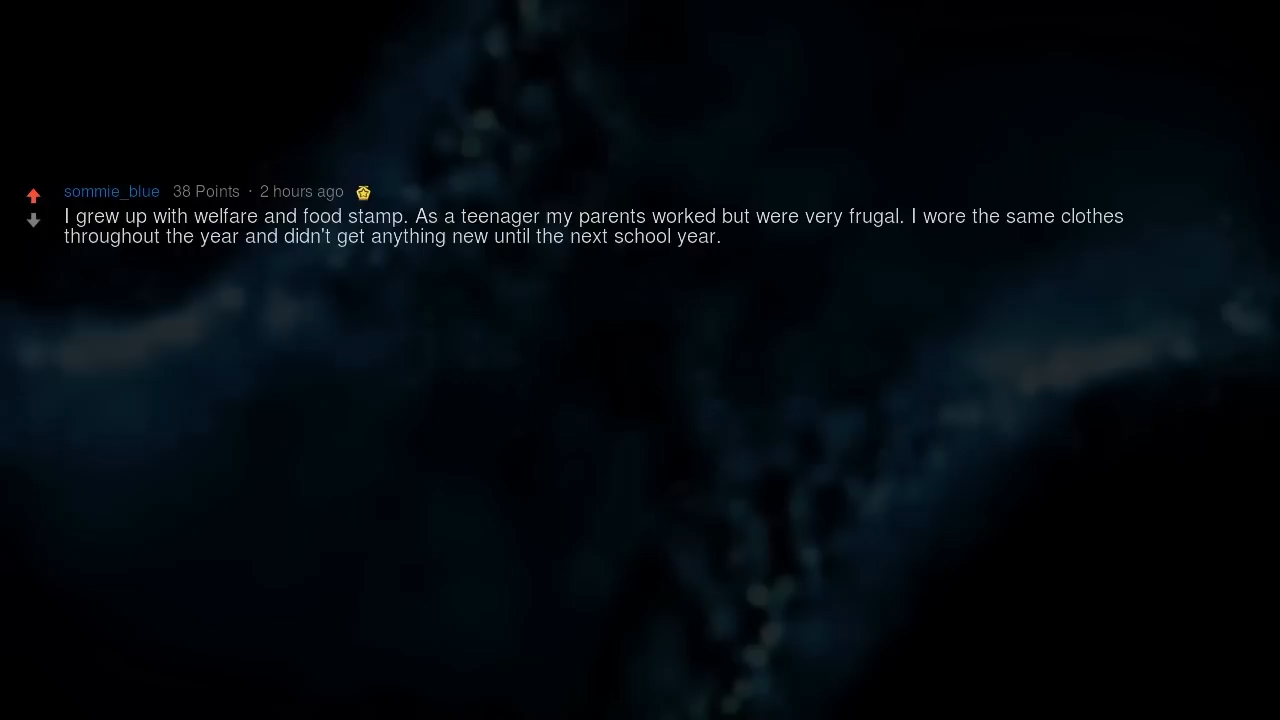 sommie_blue 38 Points · 2 hours ago
I grew up with welfare and food stamp. As a teenager my parents worked but were very frugal. I wore the same clothes
throughout the year and didn't get anything new until the next school year.